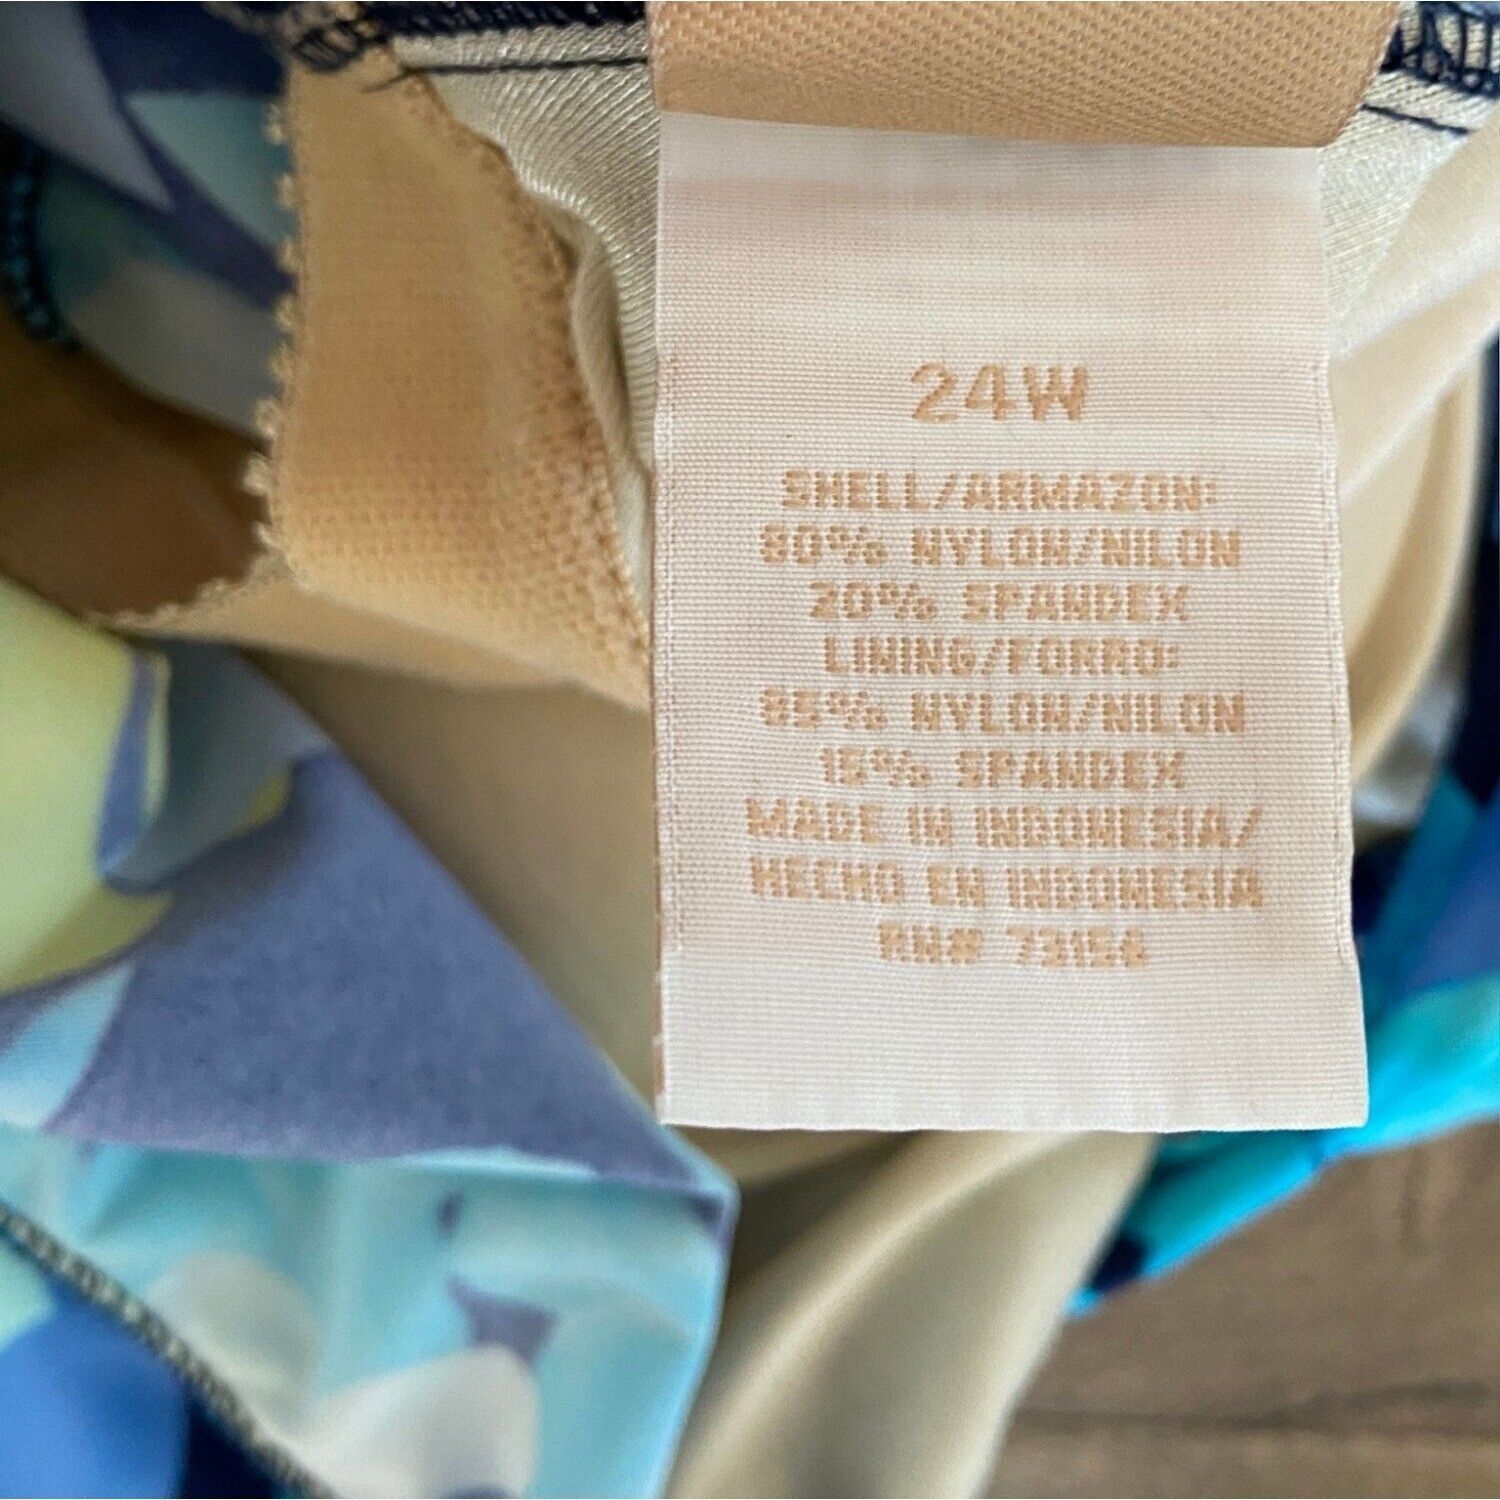 24W
SHELL/ARMAZON:
80% NYLON/NILON
20% SPANDEX
LINING/FORRO:
85% NYLON/NILON
15% SPANDEX
MADE IN INDONESIA/
HECHO EN INDONESIA
RN# 73156